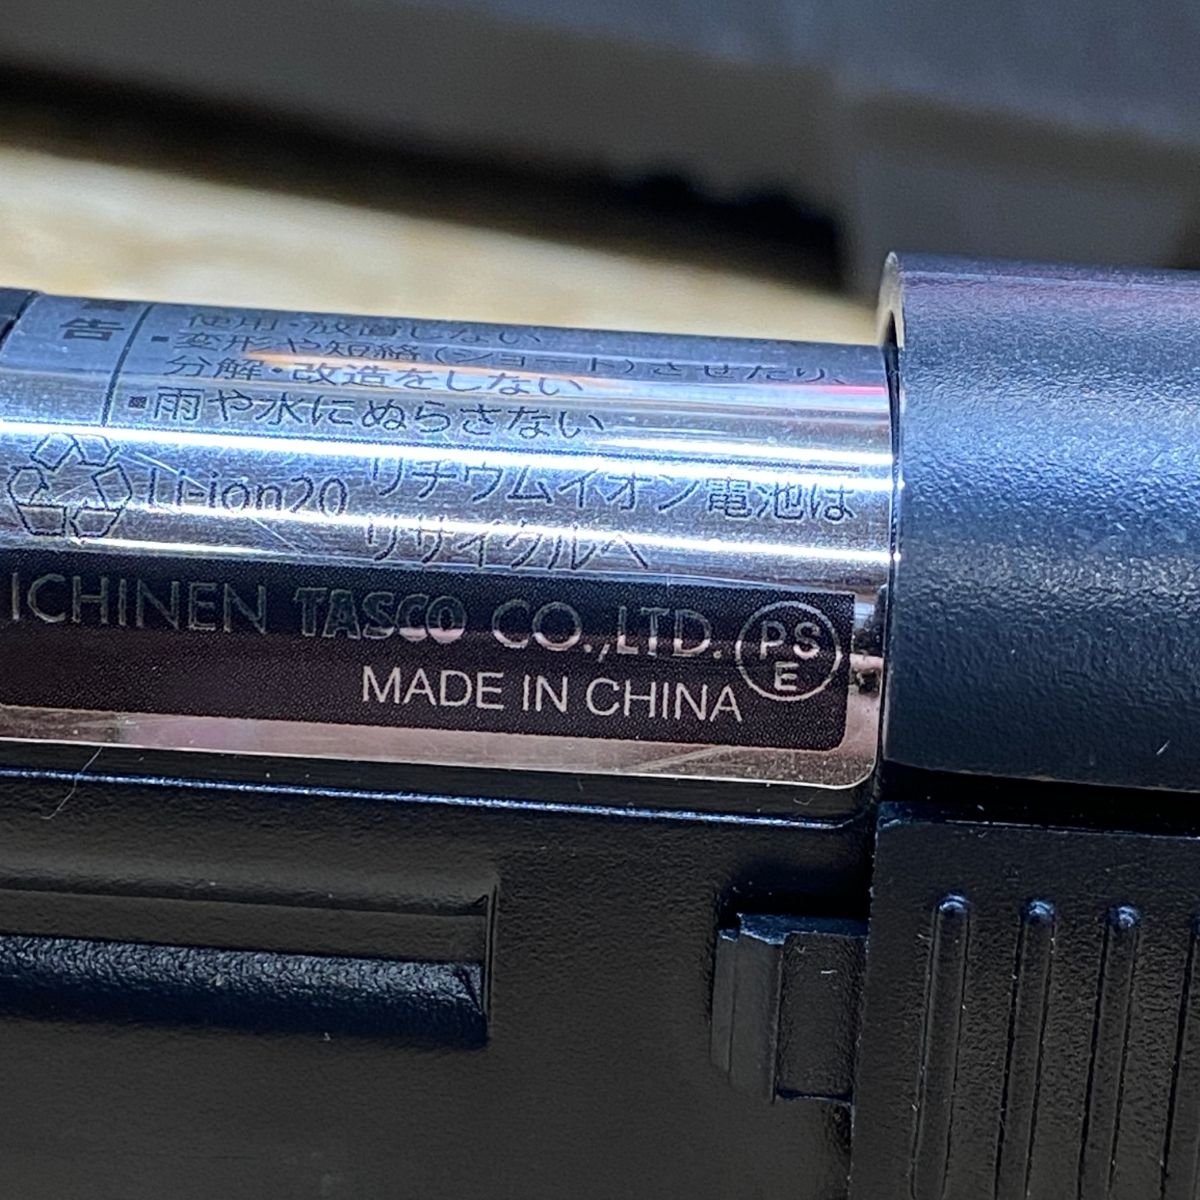 告
使用・放置しない
・変形や短絡(ショート)させたり、
分解・改造をしない
・雨や水にぬらさない
Li-ion20
リチウムイオン電池は
リサイクルへ
ICHINEN TASCO CO.,LTD.
PS
E
MADE IN CHINA